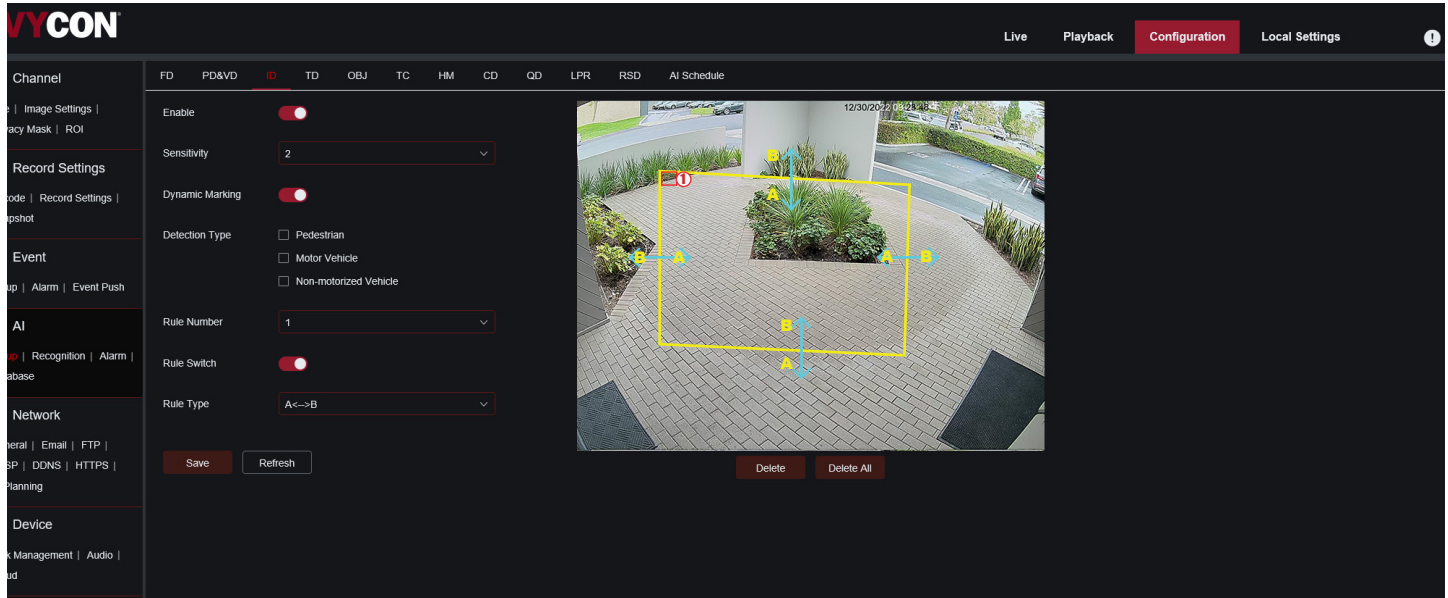 VYCON
Live Playback Configuration Local Settings
Channel
| Image Settings |
Mask | ROI
Record Settings
| Record Settings |
Event
| Alarm | Event Push
AI
| Recognition | Alarm |
Network
| Email | FTP |
| DDNS | HTTPS |
Planning
Device
Management | Audio |
FD PD&VD ID TD OBJ TC HM CD QD LPR RSD AI Schedule
Enable
Sensitivity 2
Dynamic Marking
Detection Type Pedestrian
Motor Vehicle
Non-motorized Vehicle
Rule Number 1
Rule Switch
Rule Type A<-->B
Save Refresh
12/30/2022
B
1
A
B A A B
B
A
Delete Delete All